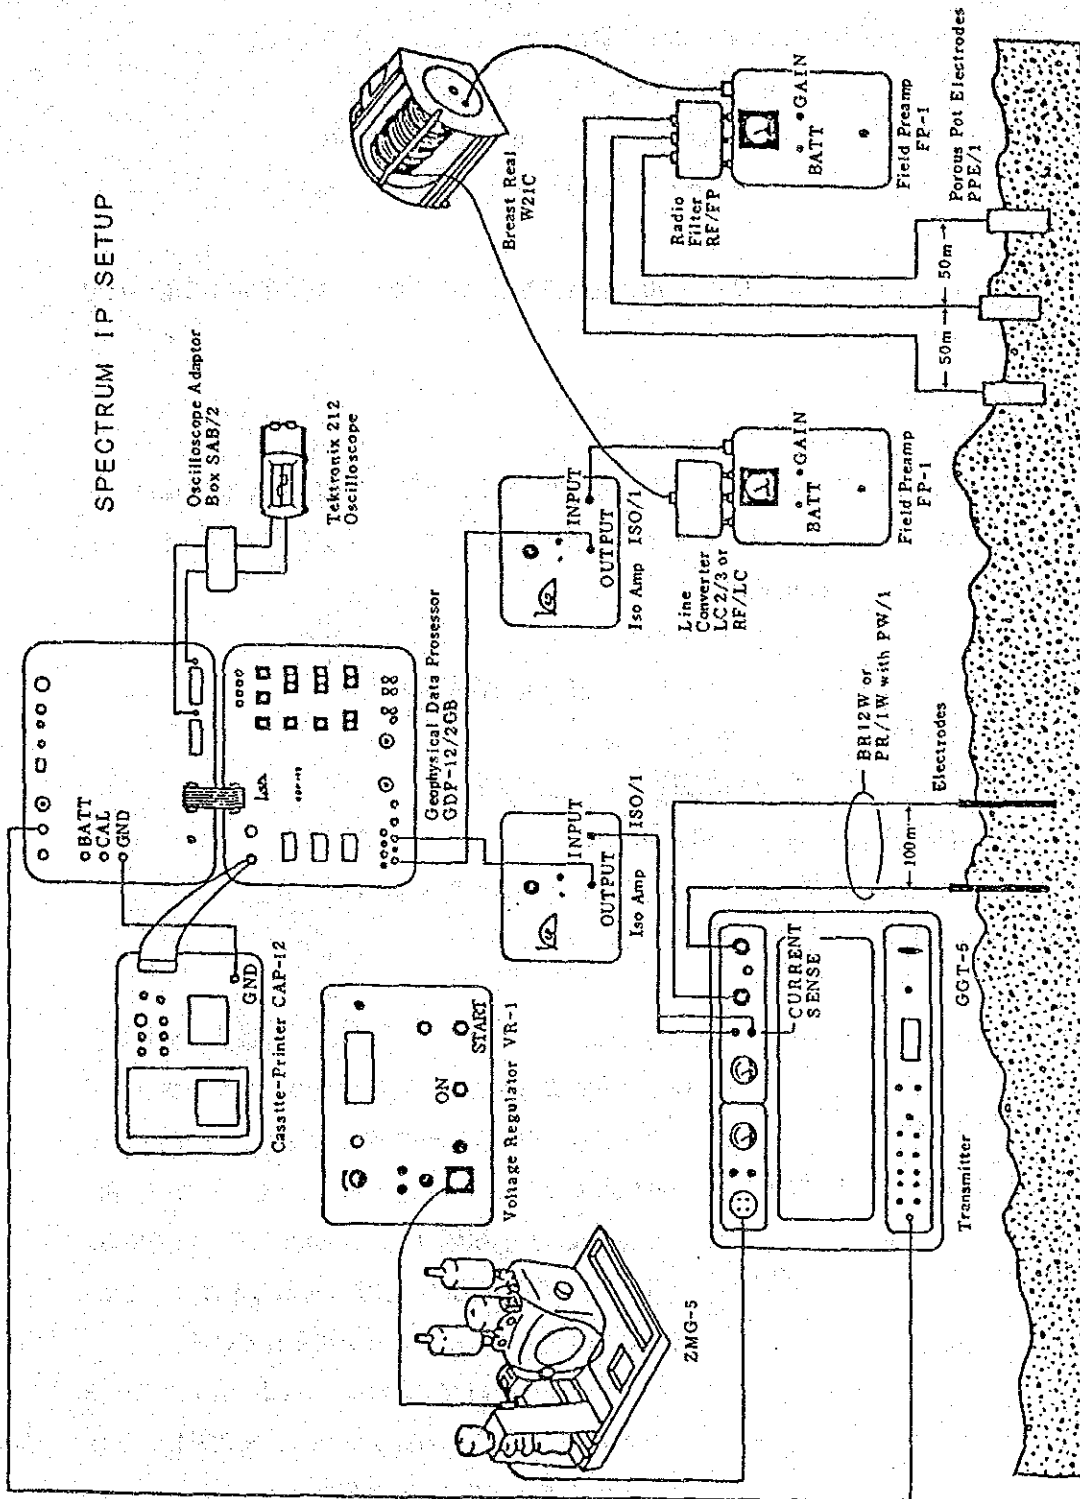 SPECTRUM IP SETUP
Oscilloscope Adaptor
Box SAB/2
Tektronix 212
Oscilloscope
Breast Real
W21C
BATT
CAL
GND
GND
Casstte-Printer CAP-12
Geophysical Data Prosessor
GDP-12/2GB
ON
START
Voltage Regulator VR-1
ZMG-5
INPUT
OUTPUT
Iso Amp ISO/1
INPUT
OUTPUT
Iso Amp ISO/1
Line
Converter
LC 2/3 or
RF/LC
Radio
Filter
RF/FP
BATT
GAIN
Field Preamp
FP-1
BATT
GAIN
Field Preamp
FP-1
Porous Pot Electrodes
PPE/1
50m
50m
CURRENT
SENSE
Transmitter GGT-5
BR12W or
PR/1W with PW/1
Electrodes
100m